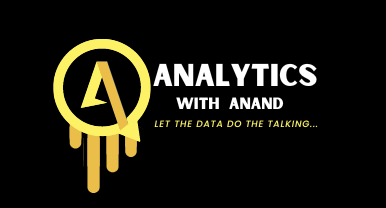 A
ANALYTICS
WITH ANAND
LET THE DATA DO THE TALKING...